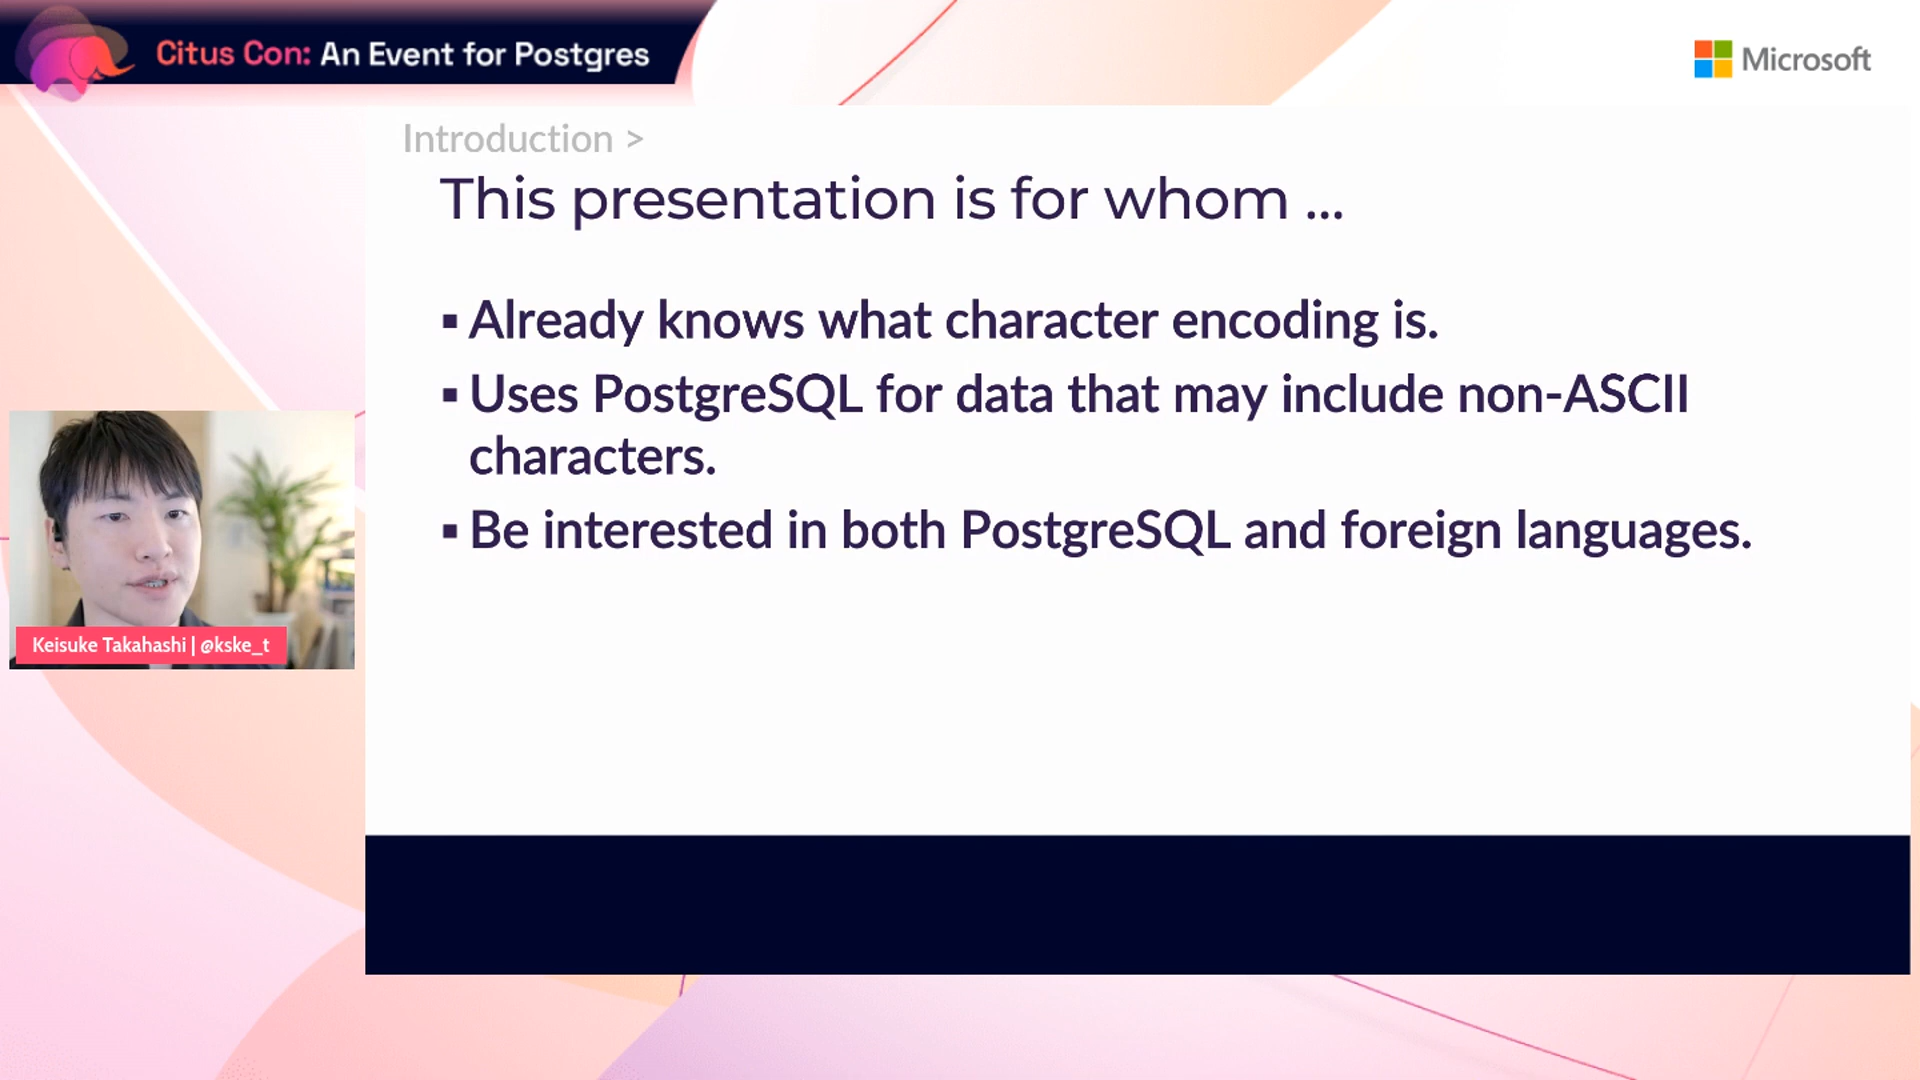 Citus Con: An Event for Postgres
Microsoft
Introduction >
This presentation is for whom ...
▪ Already knows what character encoding is.
▪ Uses PostgreSQL for data that may include non-ASCII
characters.
▪ Be interested in both PostgreSQL and foreign languages.
Keisuke Takahashi | @kske_t